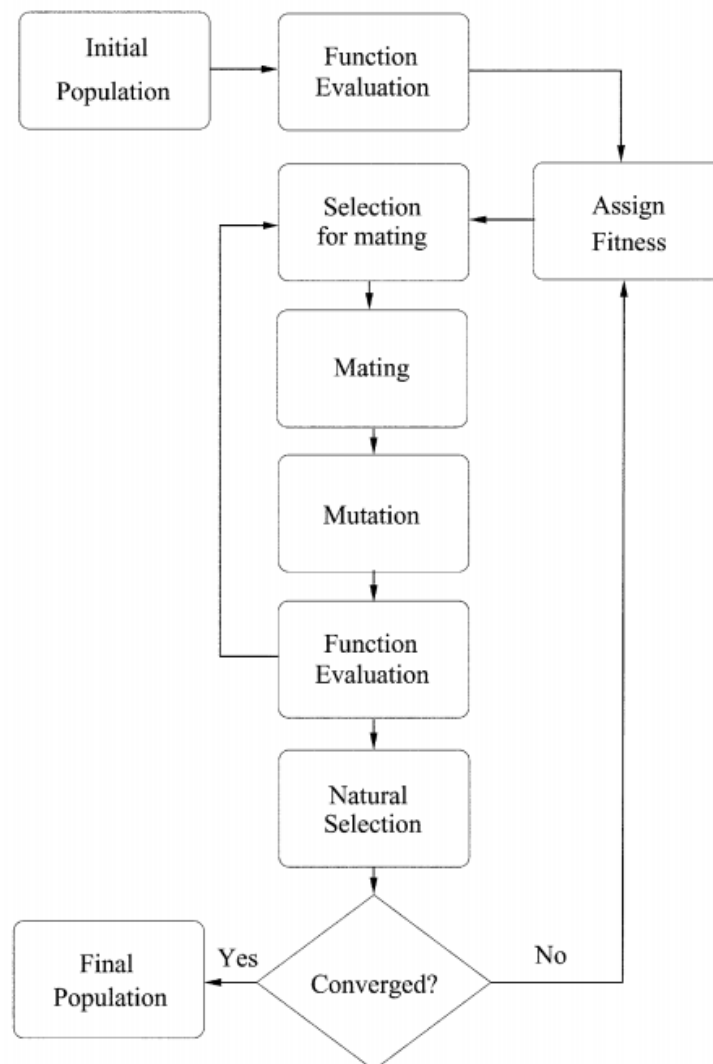 Initial
Population
Function
Evaluation
Selection
for mating
Assign
Fitness
Mating
Mutation
Function
Evaluation
Natural
Selection
Final
Population
Yes
Converged?
No